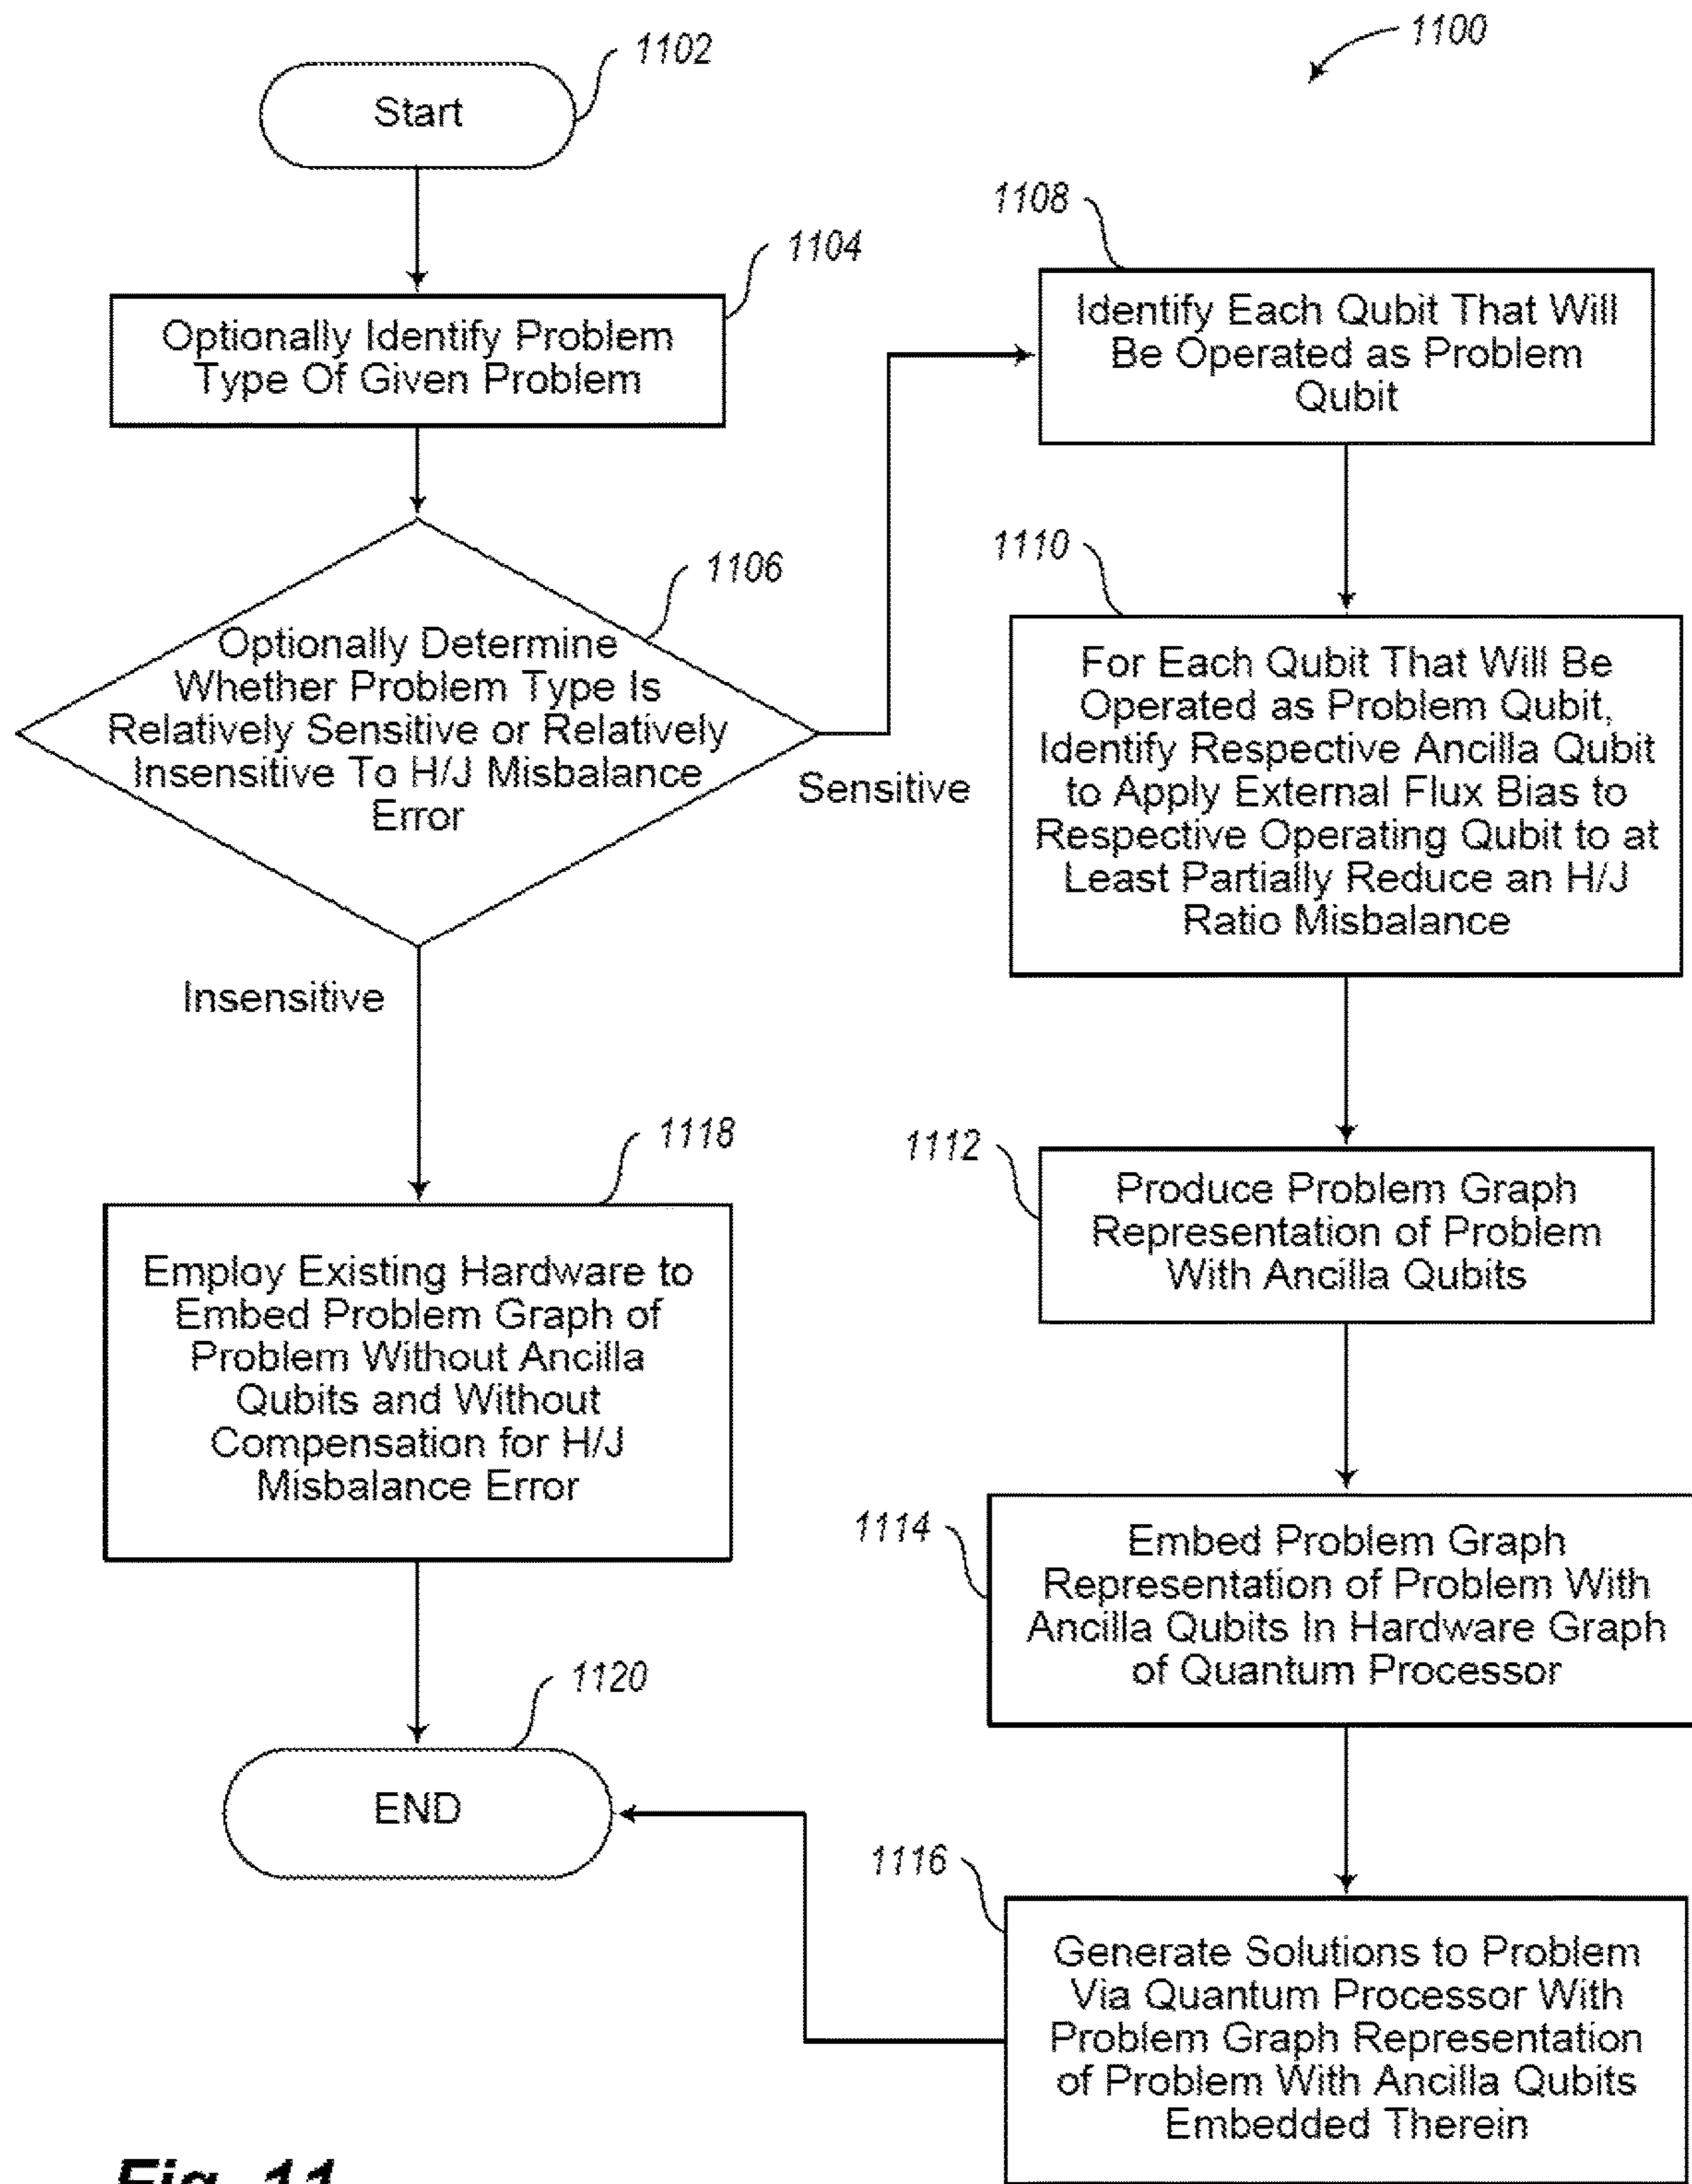 1100
1102
Start
1104
Optionally Identify Problem
Type Of Given Problem
1106
Optionally Determine
Whether Problem Type Is
Relatively Sensitive or Relatively
Insensitive To H/J Misbalance
Error
Sensitive
Insensitive
1108
Identify Each Qubit That Will
Be Operated as Problem
Qubit
1110
For Each Qubit That Will Be
Operated as Problem Qubit,
Identify Respective Ancilla Qubit
to Apply External Flux Bias to
Respective Operating Qubit to at
Least Partially Reduce an H/J
Ratio Misbalance
1112
Produce Problem Graph
Representation of Problem
With Ancilla Qubits
1114
Embed Problem Graph
Representation of Problem With
Ancilla Qubits In Hardware Graph
of Quantum Processor
1116
Generate Solutions to Problem
Via Quantum Processor With
Problem Graph Representation
of Problem With Ancilla Qubits
Embedded Therein
1118
Employ Existing Hardware to
Embed Problem Graph of
Problem Without Ancilla
Qubits and Without
Compensation for H/J
Misbalance Error
1120
END
Fig. 11